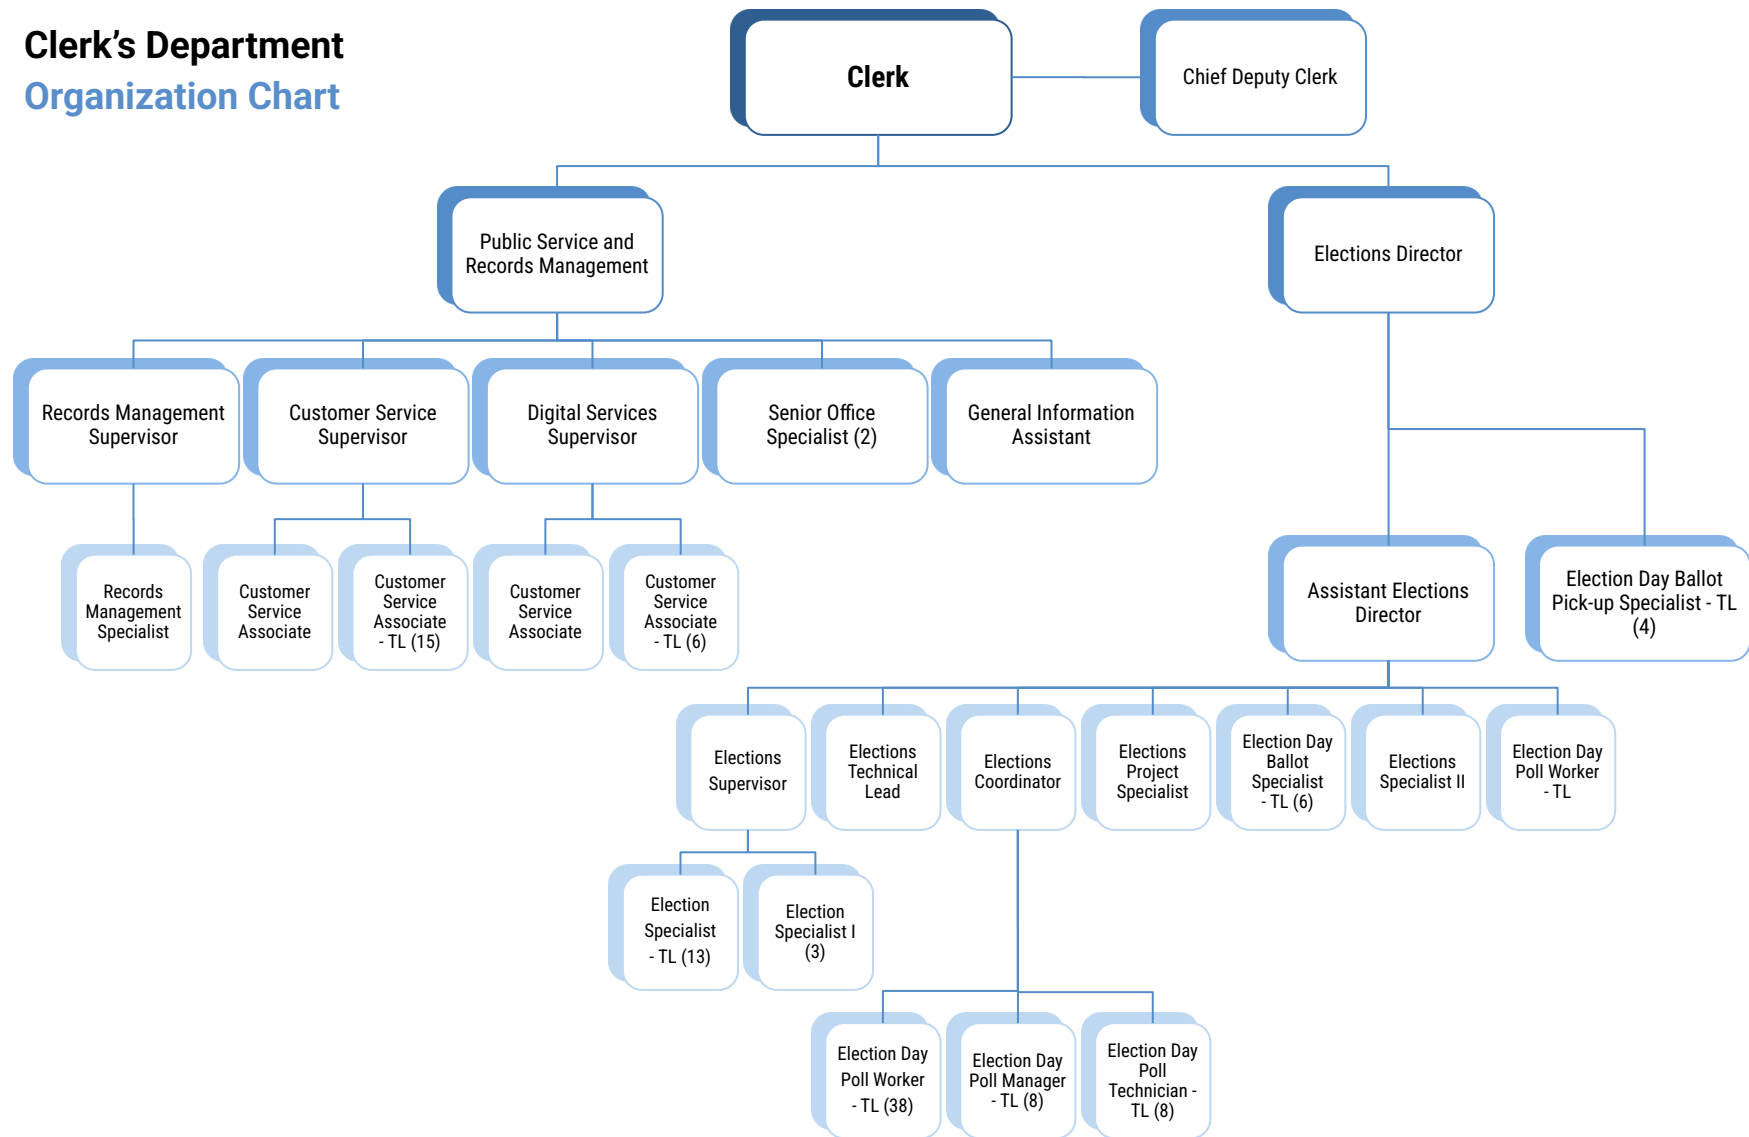 Clerk’s Department
Organization Chart
Clerk
Chief Deputy Clerk
Public Service and
Records Management
Elections Director
Records Management
Supervisor
Customer Service
Supervisor
Digital Services
Supervisor
Senior Office
Specialist (2)
General Information
Assistant
Records
Management
Specialist
Customer
Service
Associate
Customer
Service
Associate
- TL (15)
Customer
Service
Associate
Customer
Service
Associate
- TL (6)
Assistant Elections
Director
Election Day Ballot
Pick-up Specialist - TL
(4)
Elections
Supervisor
Elections
Technical
Lead
Elections
Coordinator
Elections
Project
Specialist
Election Day
Ballot
Specialist
- TL (6)
Elections
Specialist II
Election Day
Poll Worker
- TL
Election
Specialist
- TL (13)
Election
Specialist I
(3)
Election Day
Poll Worker
- TL (38)
Election Day
Poll Manager
- TL (8)
Election Day
Poll
Technician -
TL (8)